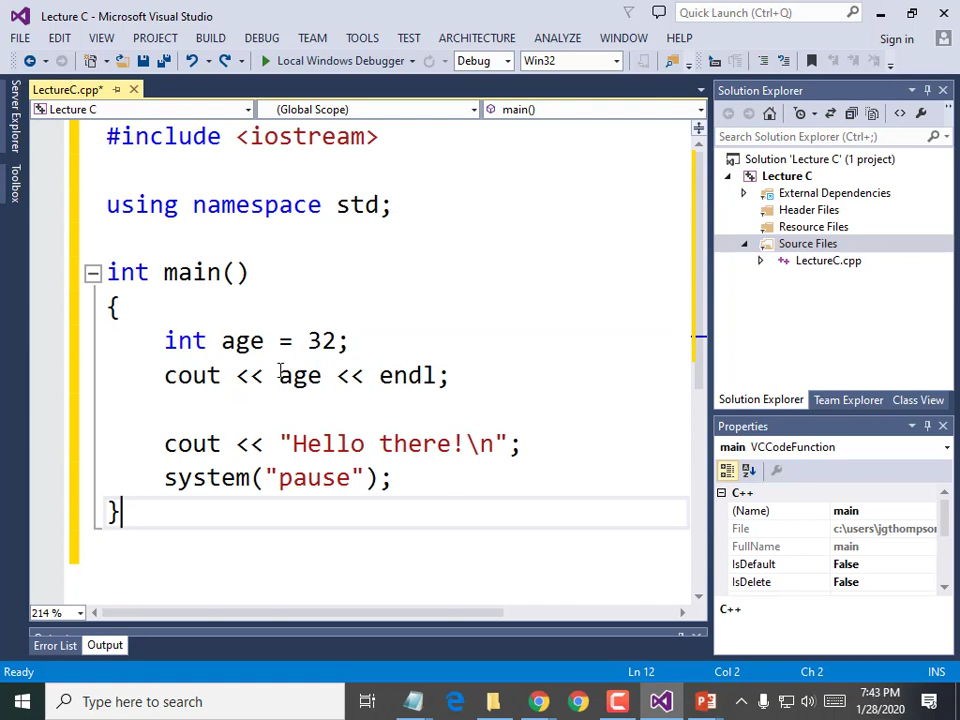 Lecture C - Microsoft Visual Studio
Quick Launch (Ctrl+Q)
FILE EDIT VIEW PROJECT BUILD DEBUG TEAM TOOLS TEST ARCHITECTURE ANALYZE WINDOW HELP
Sign in
Local Windows Debugger
Debug
Win32
Server Explorer
Toolbox
LectureC.cpp*
Lecture C
(Global Scope)
main()
#include <iostream>
using namespace std;
int main()
{
int age = 32;
cout << age << endl;
cout << "Hello there!\n";
system("pause");
}
214 %
Solution Explorer
Search Solution Explorer (Ctrl+;)
Solution 'Lecture C' (1 project)
Lecture C
External Dependencies
Header Files
Resource Files
Source Files
LectureC.cpp
Solution Explorer Team Explorer Class View
Properties
main VCCodeFunction
C++
(Name) main
File c:\users\jgthompson
FullName main
IsDefault False
IsDelete False
C++
Error List Output
Ready
Ln 12
Col 2
Ch 2
INS
Type here to search
7:43 PM
1/28/2020